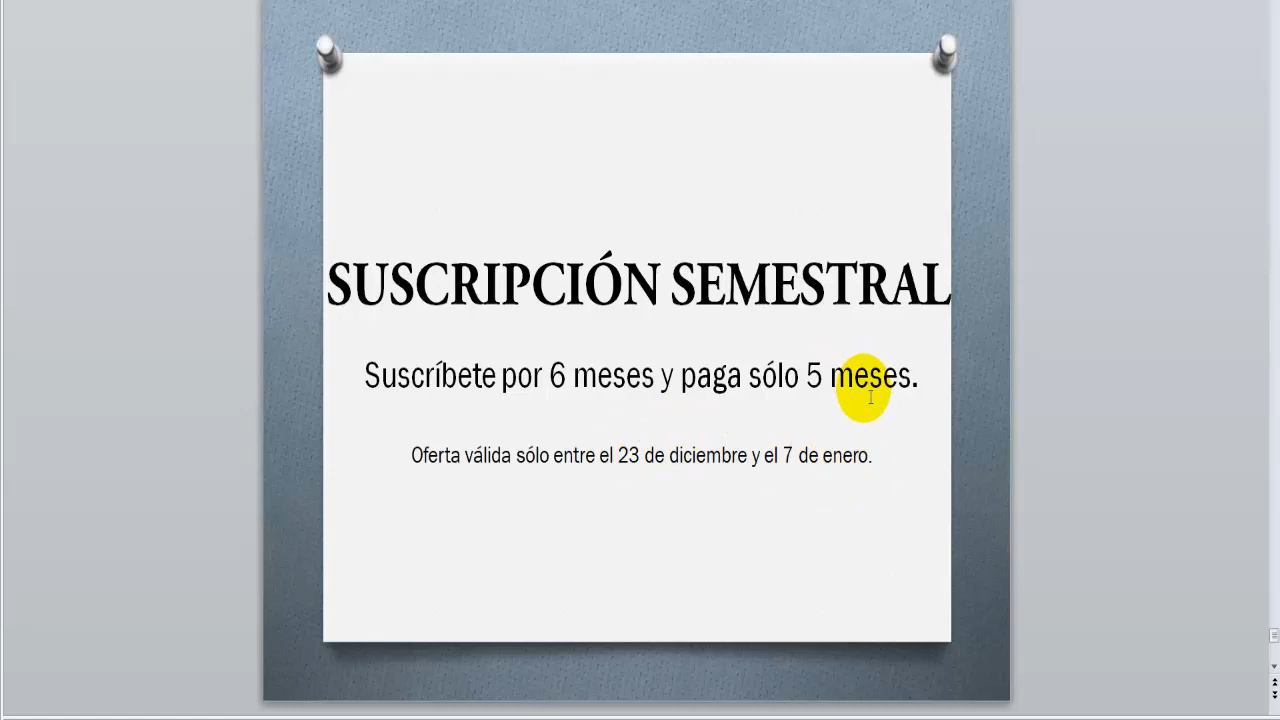 SUSCRIPCIÓN SEMESTRAL
Suscríbete por 6 meses y paga sólo 5 meses.
Oferta válida sólo entre el 23 de diciembre y el 7 de enero.